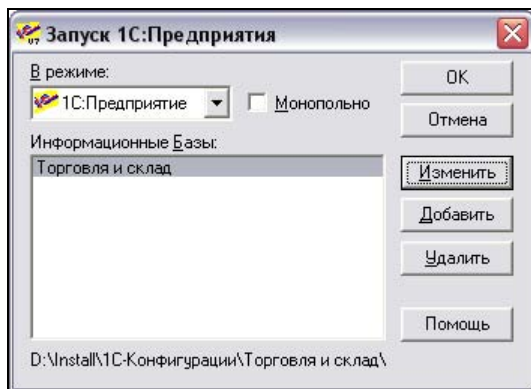 Запуск 1С:Предприятия
В режиме:
1С:Предприятие
Монопольно
Информационные Базы:
Торговля и склад
OK
Отмена
Изменить
Добавить
Удалить
Помощь
D:\Install\1С-Конфигурации\Торговля и склад\